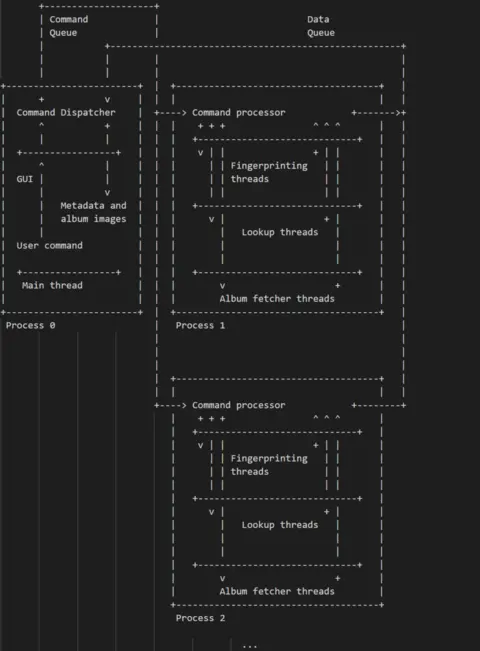 Command Data
Queue Queue
Command Dispatcher
GUI
Metadata and
album images
User command
Main thread
Process 0
Command processor
Fingerprinting
threads
Lookup threads
Album fetcher threads
Process 1
Command processor
Fingerprinting
threads
Lookup threads
Album fetcher threads
Process 2
...